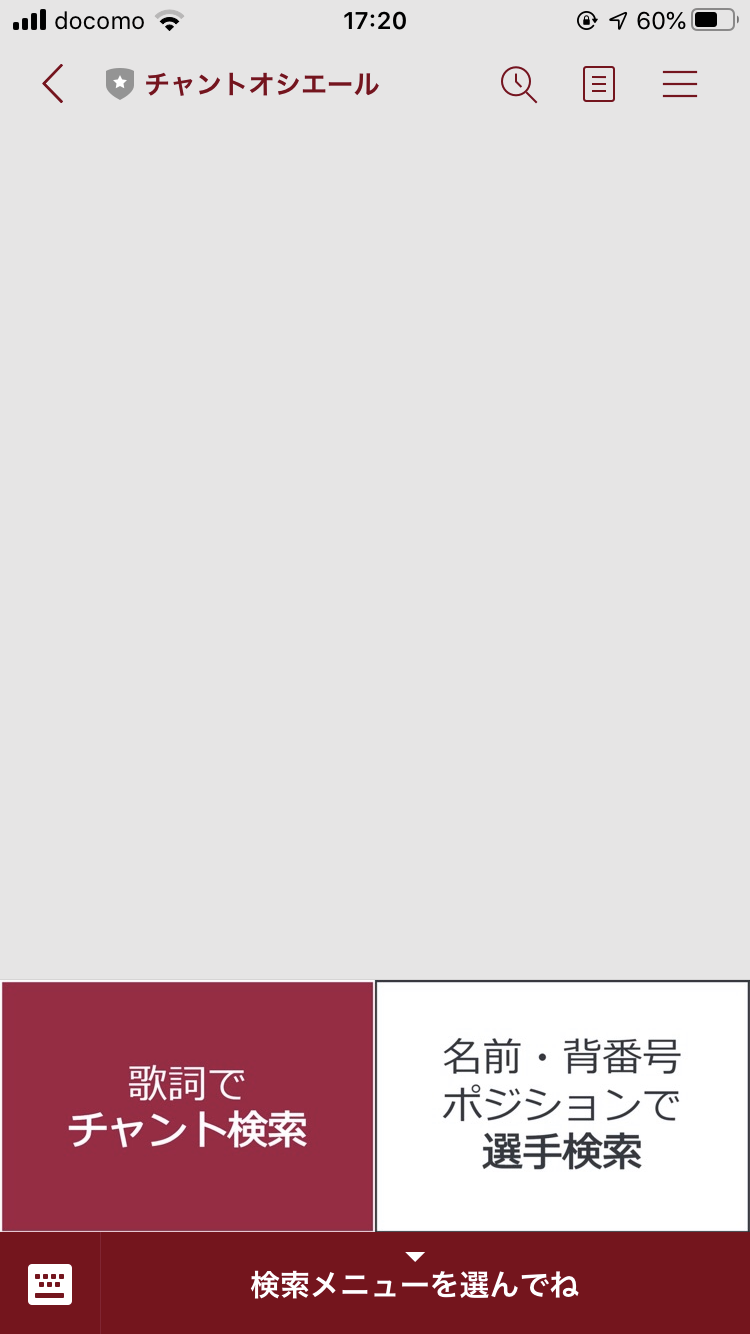 docomo 17:20 60%
チャントオシエール
歌詞で
チャント検索
名前・背番号
ポジションで
選手検索
検索メニューを選んでね